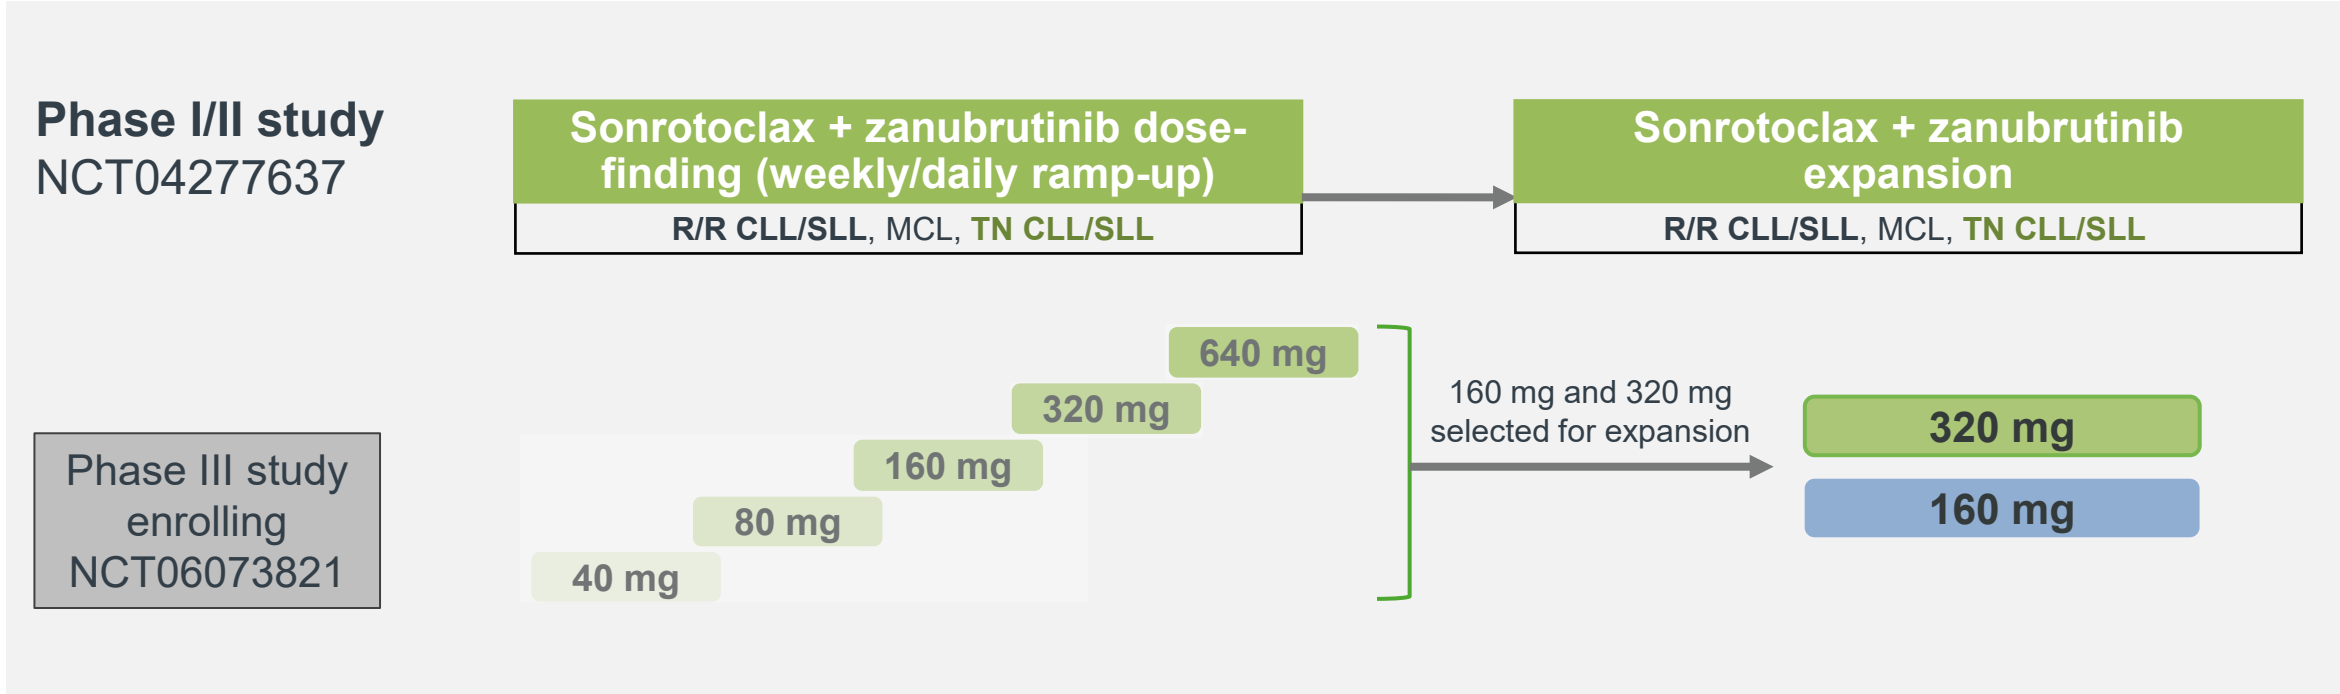 Phase I/II study
NCT04277637
Sonrotoclax + zanubrutinib dose-
finding (weekly/daily ramp-up)
R/R CLL/SLL, MCL, TN CLL/SLL
Sonrotoclax + zanubrutinib
expansion
R/R CLL/SLL, MCL, TN CLL/SLL
640 mg
320 mg
160 mg
80 mg
40 mg
160 mg and 320 mg
selected for expansion
320 mg
160 mg
Phase III study
enrolling
NCT06073821